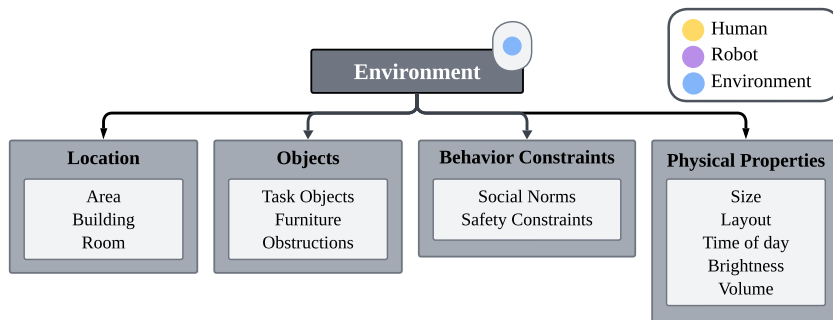 Human
Robot
Environment
Environment
Location
Area
Building
Room
Objects
Task Objects
Furniture
Obstructions
Behavior Constraints
Social Norms
Safety Constraints
Physical Properties
Size
Layout
Time of day
Brightness
Volume